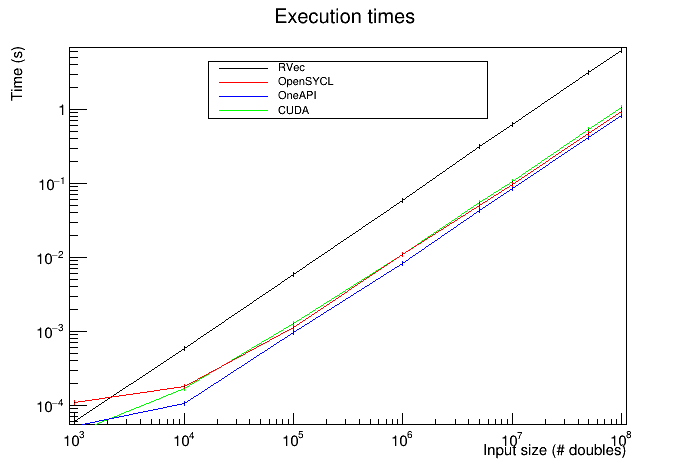 Execution times
Time (s)
RVec
OpenSYCL
OneAPI
CUDA
1
10⁻¹
10⁻²
10⁻³
10⁻⁴
10³ 10⁴ 10⁵ 10⁶ 10⁷ 10⁸
Input size (# doubles)